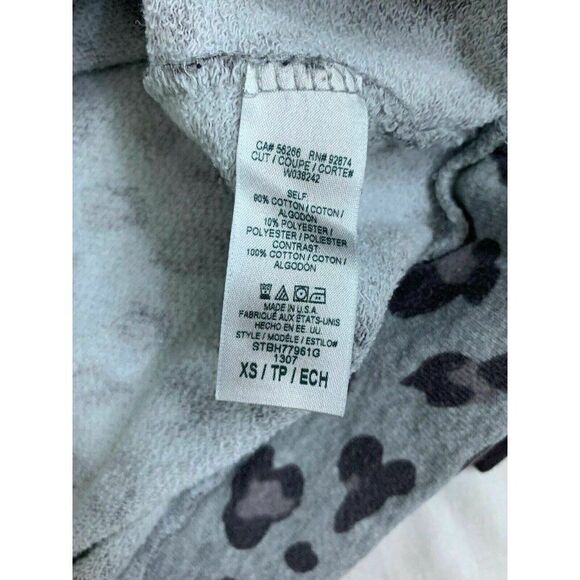 CA# 56266 RN# 92874
CUT / COUPE / CORTE#
W038242
SELF:
90% COTTON / COTON /
ALGODON
10% POLYESTER /
POLYESTER / POLIESTER
CONTRAST:
100% COTTON / COTON /
ALGODÓN
MADE IN U.S.A.
FABRIQUÉ AUX ÉTATS-UNIS
HECHO EN EE. UU.
STYLE / MODÈLE / ESTILO#
STBH77961G
1307
XS / TP / ECH